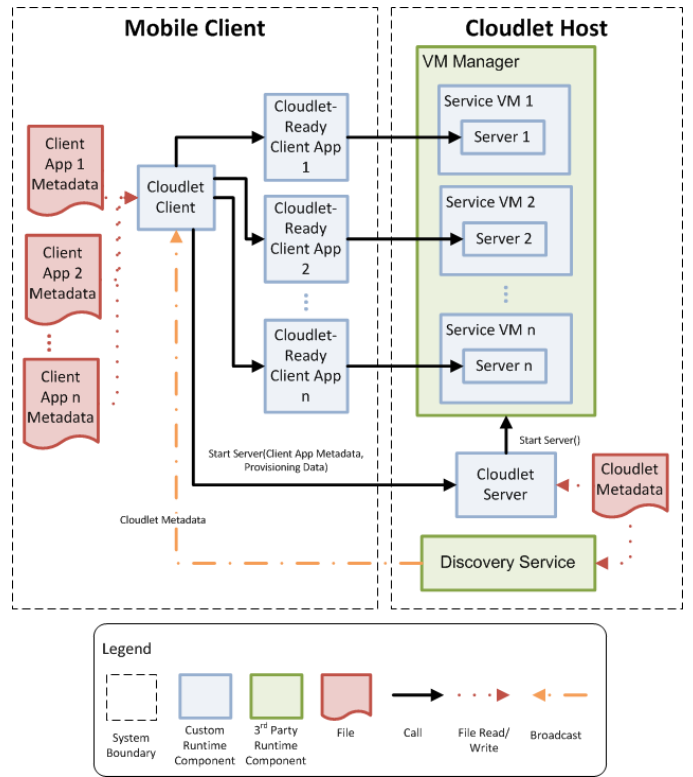 Mobile Client
Cloudlet Host
VM Manager
Client
App 1
Metadata
Client
App 2
Metadata
Client
App n
Metadata
Cloudlet
Client
Cloudlet-
Ready
Client App
1
Cloudlet-
Ready
Client App
2
Cloudlet-
Ready
Client App
n
Service VM 1
Server 1
Service VM 2
Server 2
Service VM n
Server n
Start Server(Client App Metadata,
Provisioning Data)
Start Server()
Cloudlet
Server
Cloudlet
Metadata
Cloudlet Metadata
Discovery Service
Legend
System
Boundary
Custom
Runtime
Component
3rd Party
Runtime
Component
File
Call
File Read/
Write
Broadcast